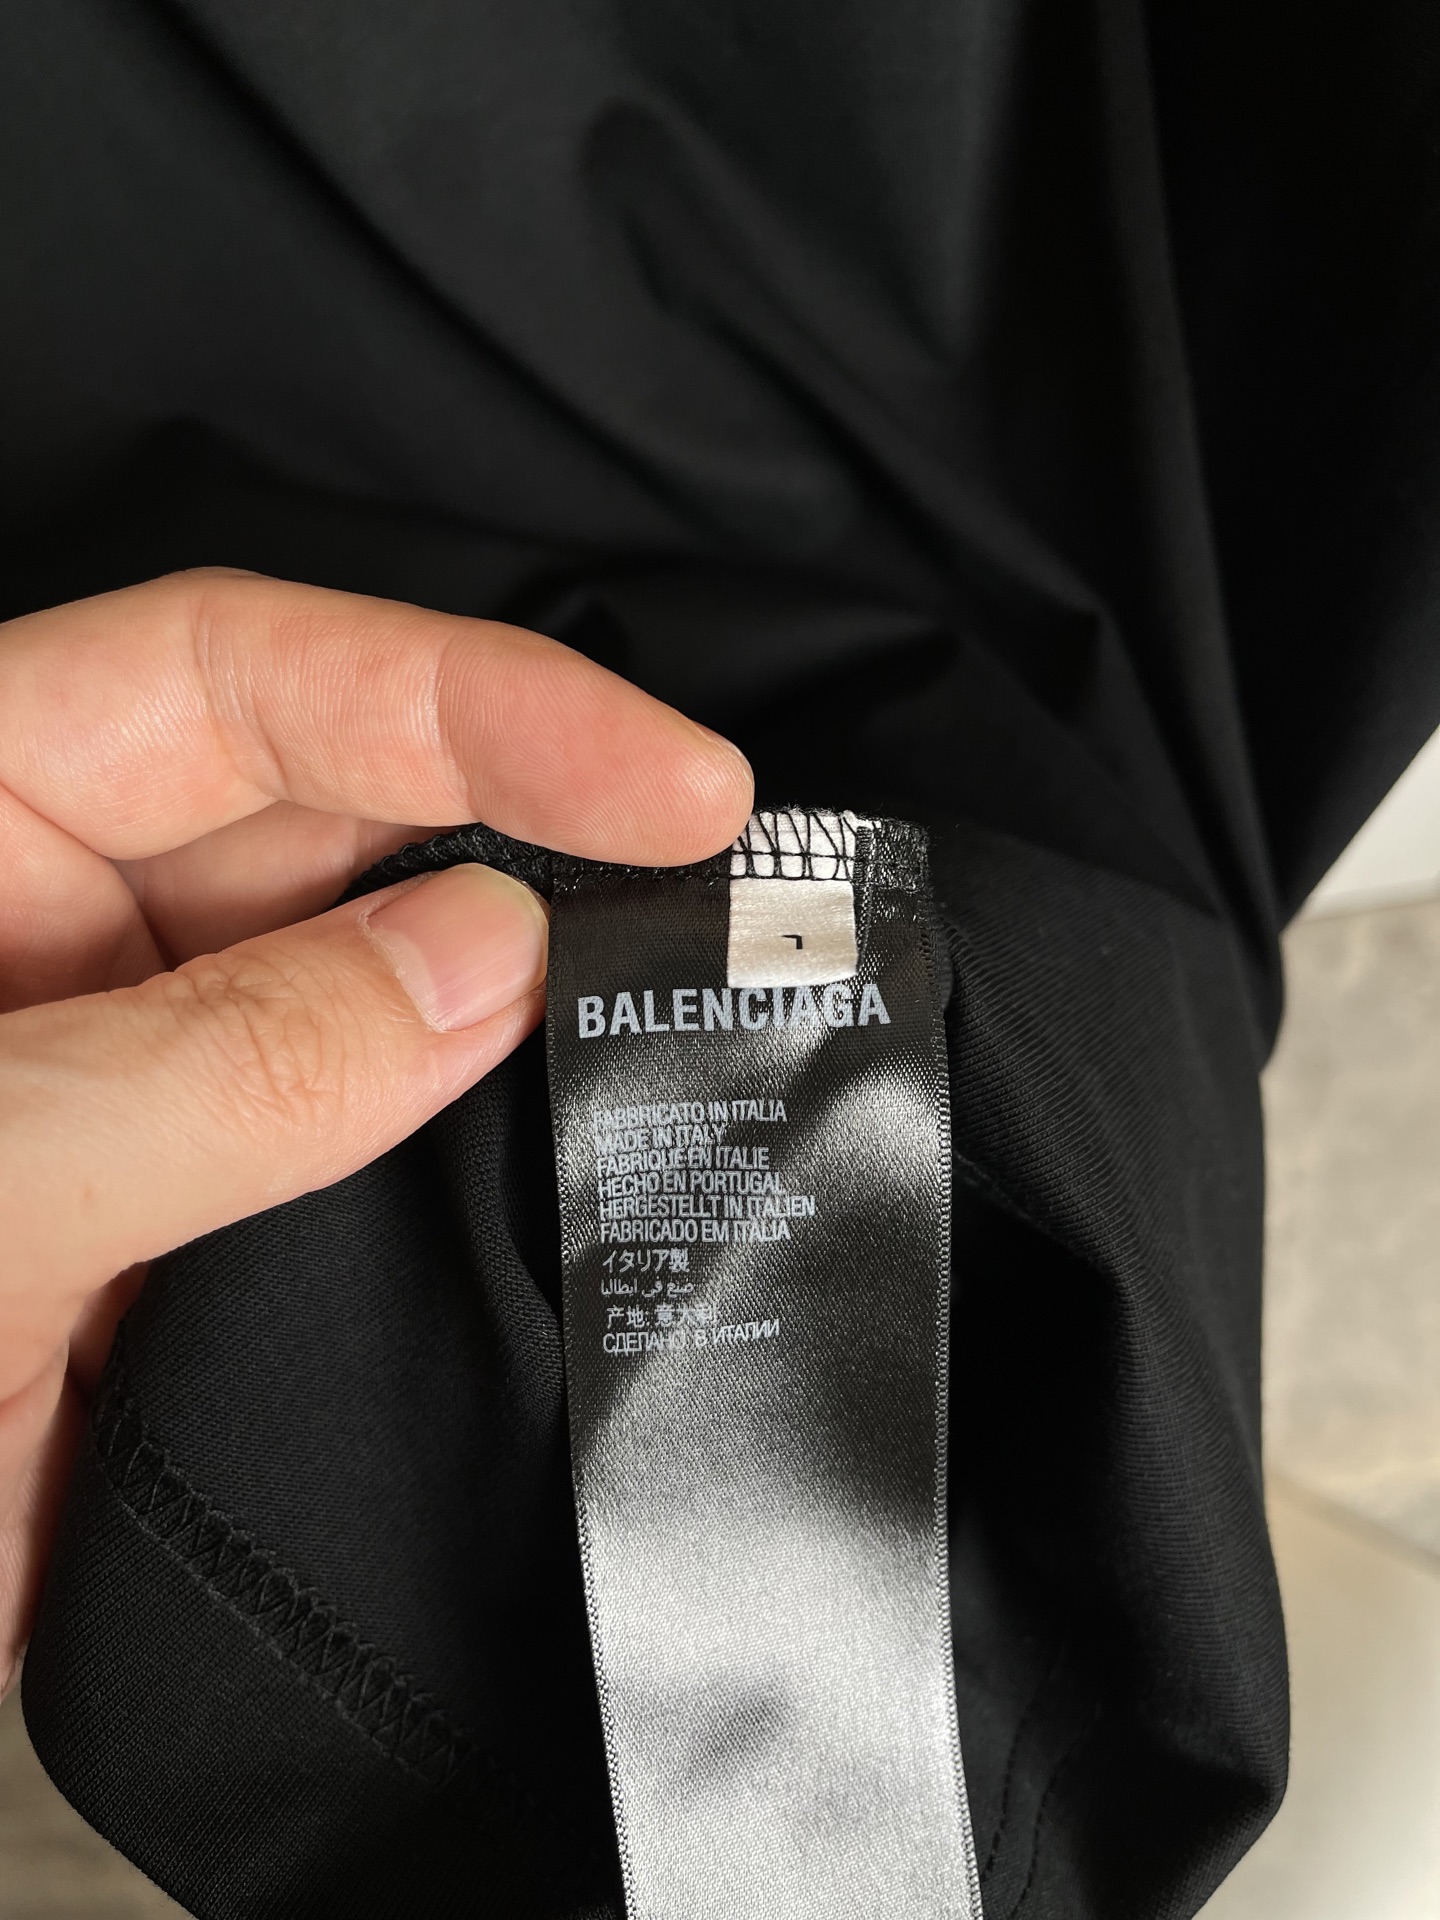 L
BALENCIAGA
FABBRICATO IN ITALIA
MADE IN ITALY
FABRIQUE EN ITALIE
HECHO EN PORTUGAL
HERGESTELLT IN ITALIEN
FABRICADO EM ITALIA
イタリア製
صنع في ايطاليا
产地: 意大利
СДЕЛАНО В ИТАЛИИ